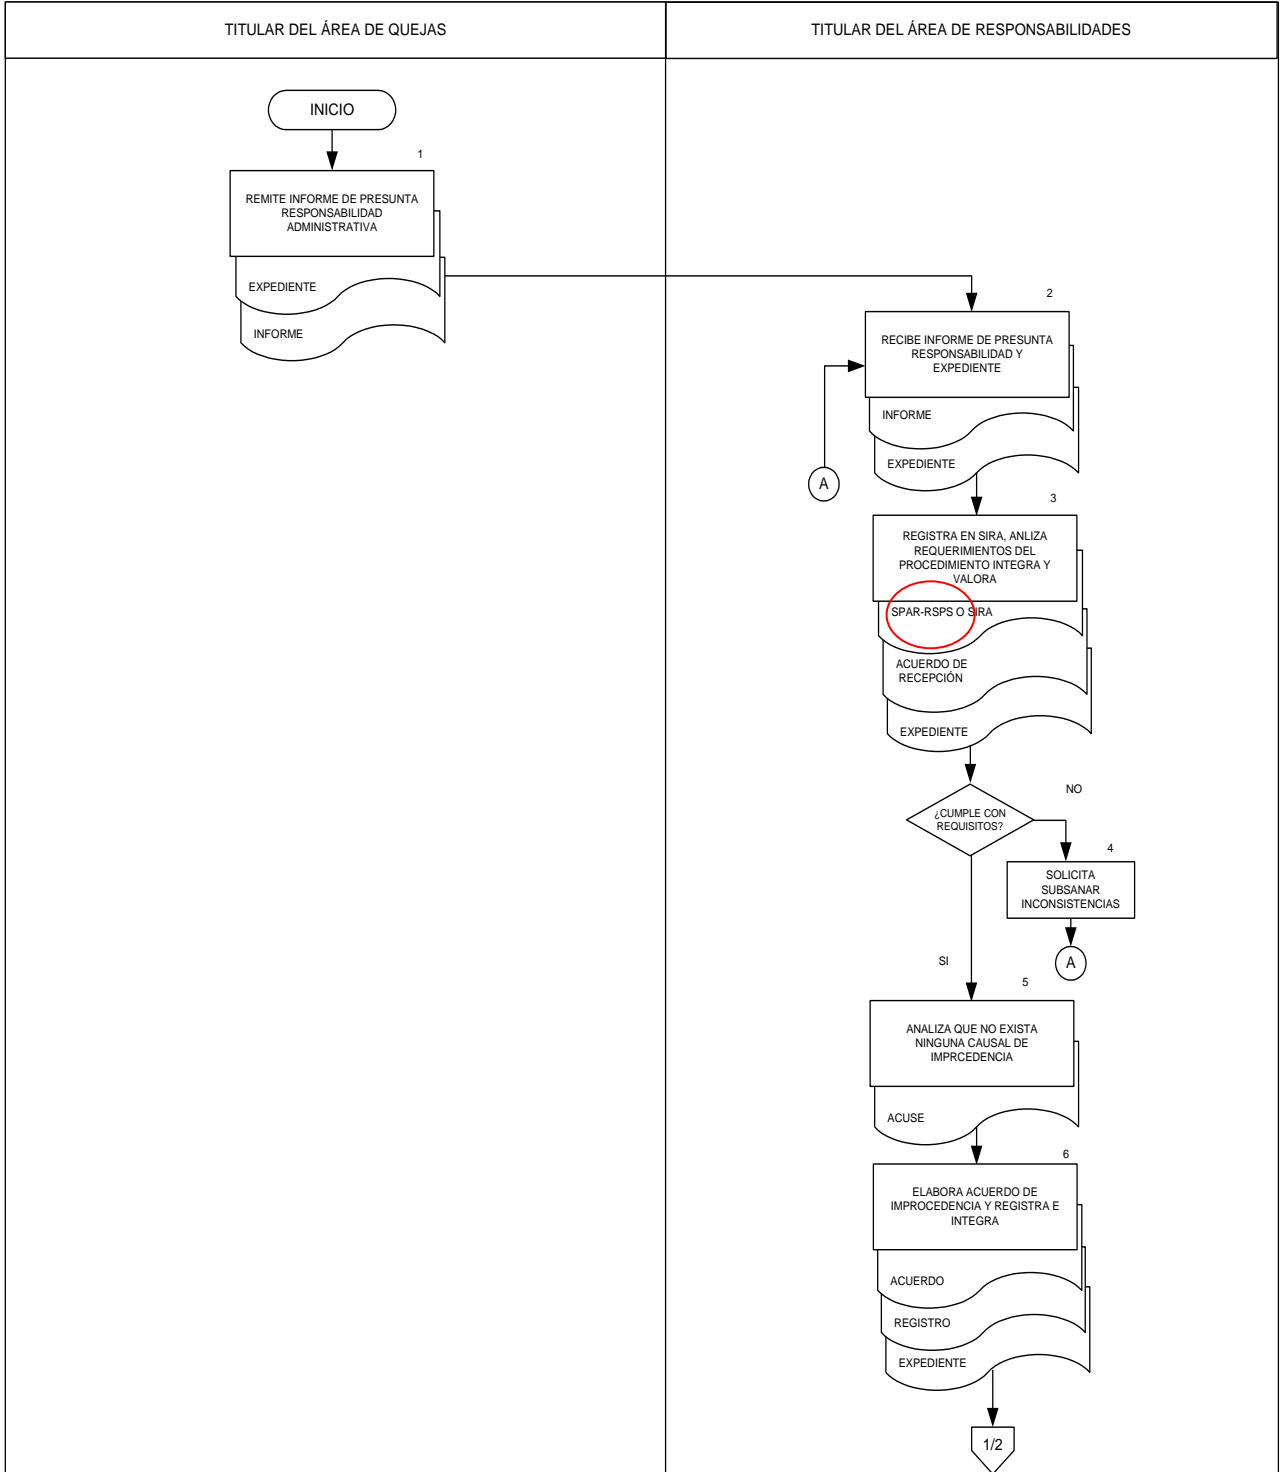 TITULAR DEL ÁREA DE QUEJAS
TITULAR DEL ÁREA DE RESPONSABILIDADES
INICIO
1
REMITE INFORME DE PRESUNTA
RESPONSABILIDAD
ADMINISTRATIVA
EXPEDIENTE
INFORME
2
RECIBE INFORME DE PRESUNTA
RESPONSABILIDAD Y
EXPEDIENTE
INFORME
EXPEDIENTE
A
3
REGISTRA EN SIRA, ANLIZA
REQUERIMIENTOS DEL
PROCEDIMIENTO INTEGRA Y
VALORA
SPAR-RSPS O SIRA
ACUERDO DE
RECEPCIÓN
EXPEDIENTE
¿CUMPLE CON
REQUISITOS?
NO
4
SOLICITA
SUBSANAR
INCONSISTENCIAS
A
SI
5
ANALIZA QUE NO EXISTA
NINGUNA CAUSAL DE
IMPRCEDENCIA
ACUSE
6
ELABORA ACUERDO DE
IMPROCEDENCIA Y REGISTRA E
INTEGRA
ACUERDO
REGISTRO
EXPEDIENTE
1/2